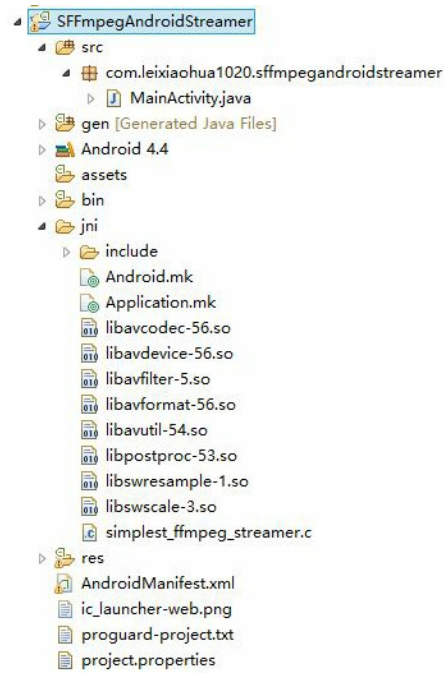 SFFmpegAndroidStreamer
src
com.leixiaohua1020.sffmpegandroidstreamer
MainActivity.java
gen [Generated Java Files]
Android 4.4
assets
bin
jni
include
Android.mk
Application.mk
libavcodec-56.so
libavdevice-56.so
libavfilter-5.so
libavformat-56.so
libavutil-54.so
libpostproc-53.so
libswresample-1.so
libswscale-3.so
simplest_ffmpeg_streamer.c
res
AndroidManifest.xml
ic_launcher-web.png
proguard-project.txt
project.properties